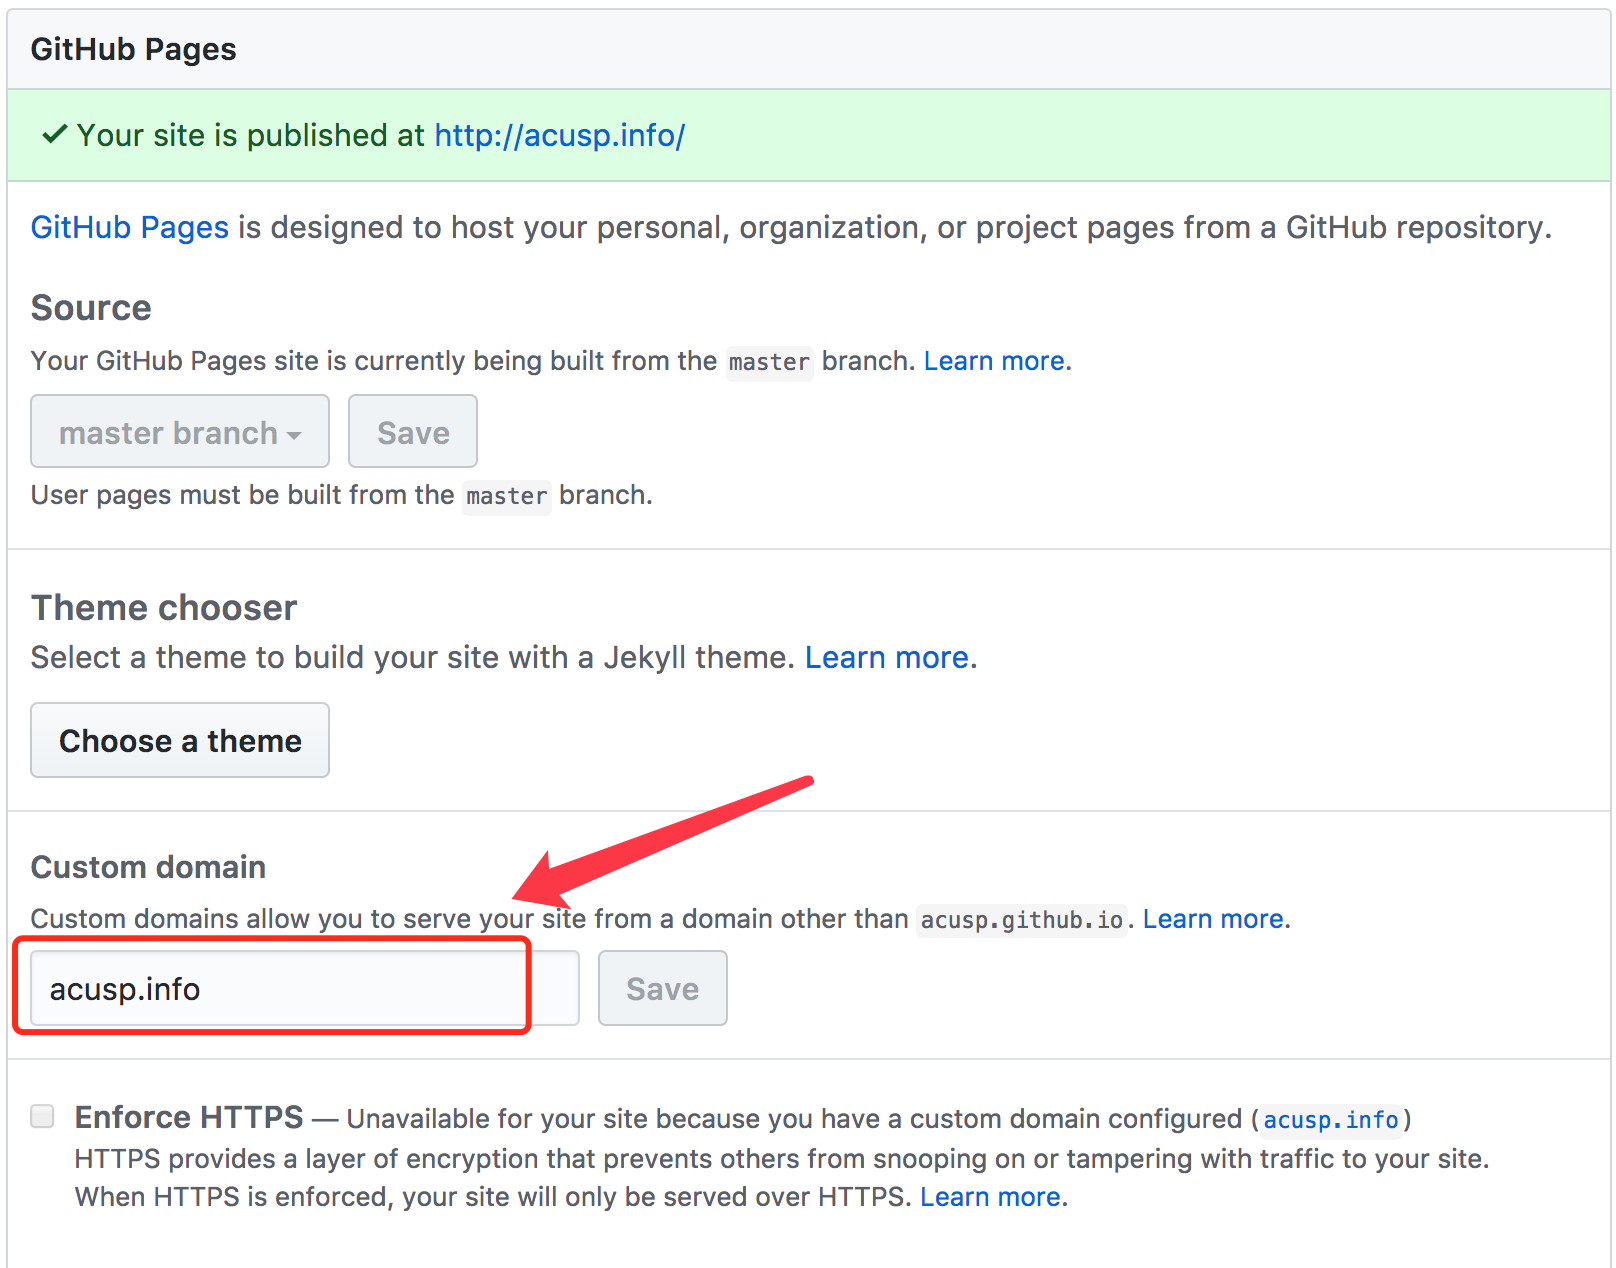 GitHub Pages
Your site is published at http://acusp.info/
GitHub Pages is designed to host your personal, organization, or project pages from a GitHub repository.
Source
Your GitHub Pages site is currently being built from the master branch. Learn more.
master branch Save
User pages must be built from the master branch.
Theme chooser
Select a theme to build your site with a Jekyll theme. Learn more.
Choose a theme
Custom domain
Custom domains allow you to serve your site from a domain other than acusp.github.io. Learn more.
acusp.info Save
Enforce HTTPS — Unavailable for your site because you have a custom domain configured (acusp.info)
HTTPS provides a layer of encryption that prevents others from snooping on or tampering with traffic to your site.
When HTTPS is enforced, your site will only be served over HTTPS. Learn more.